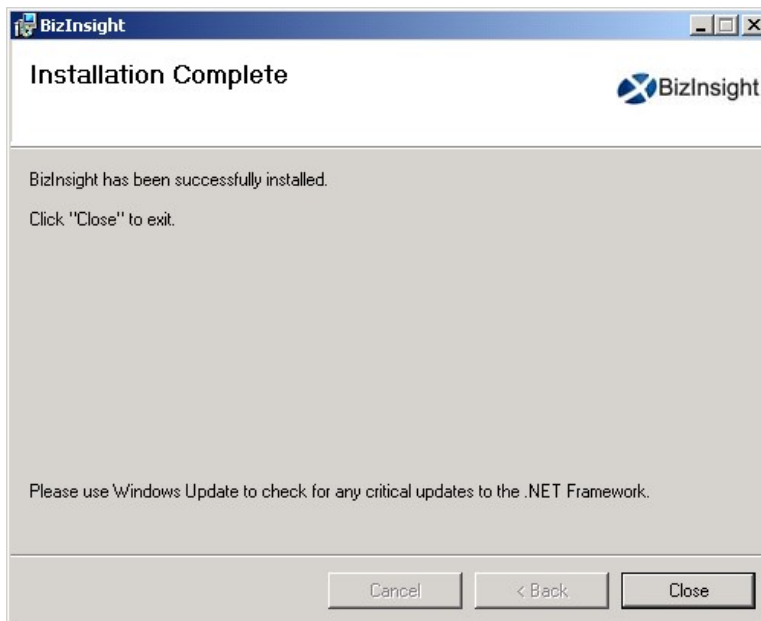 BizInsight
Installation Complete
BizInsight
BizInsight has been successfully installed.
Click "Close" to exit.
Please use Windows Update to check for any critical updates to the .NET Framework.
Cancel
< Back
Close